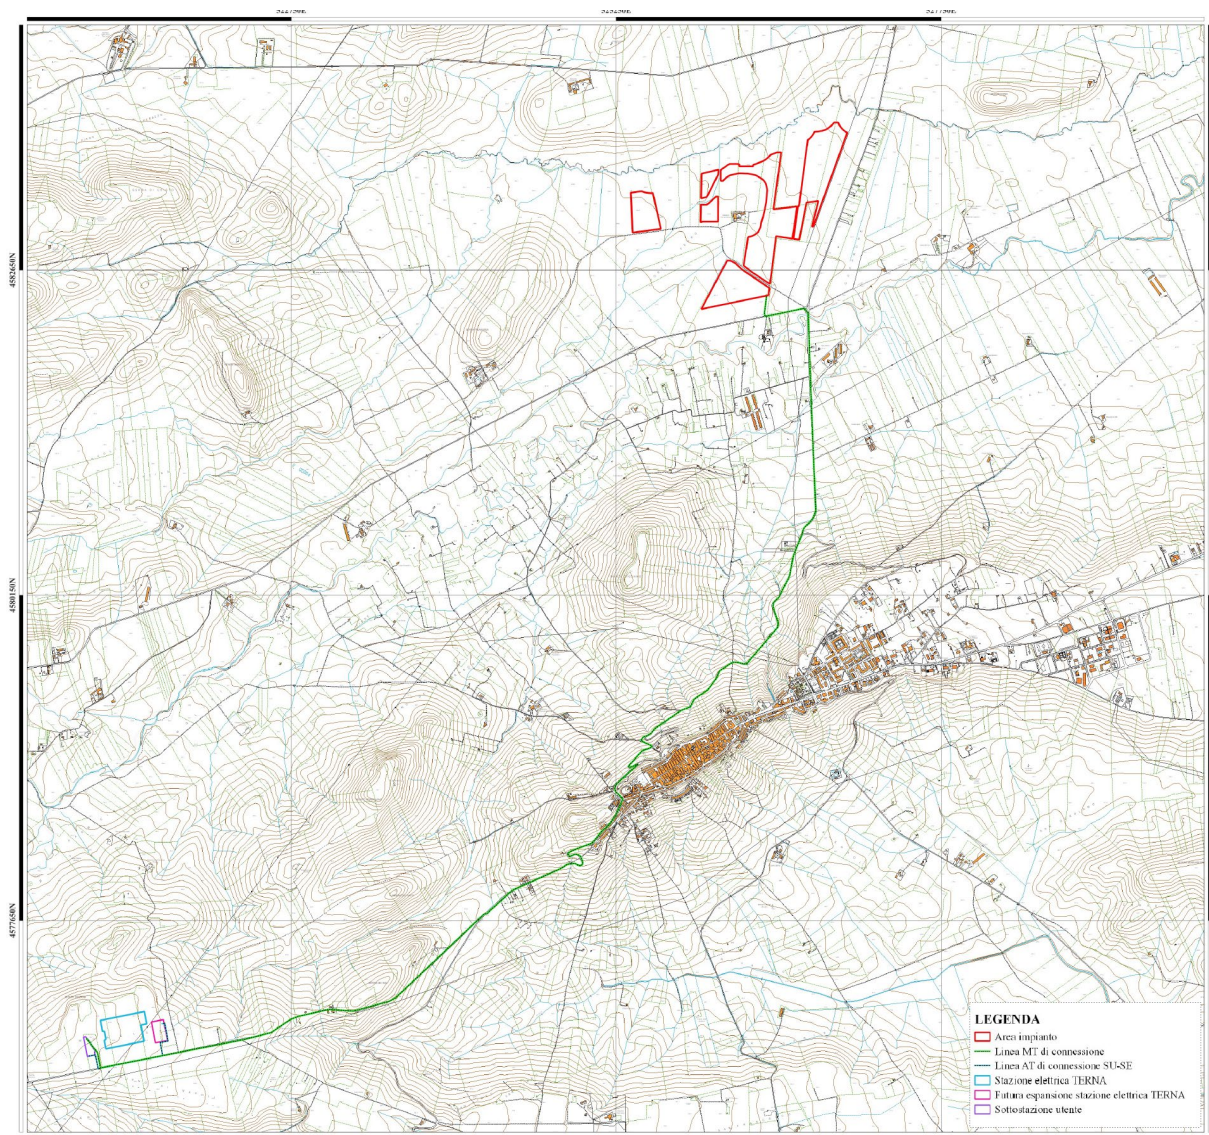 4582650N
4580150N
4577650N
LEGENDA
Area impianto
Linea MT di connessione
Linea AT di connessione SU-SE
Stazione elettrica TERNA
Futura espansione stazione elettrica TERNA
Sottostazione utente